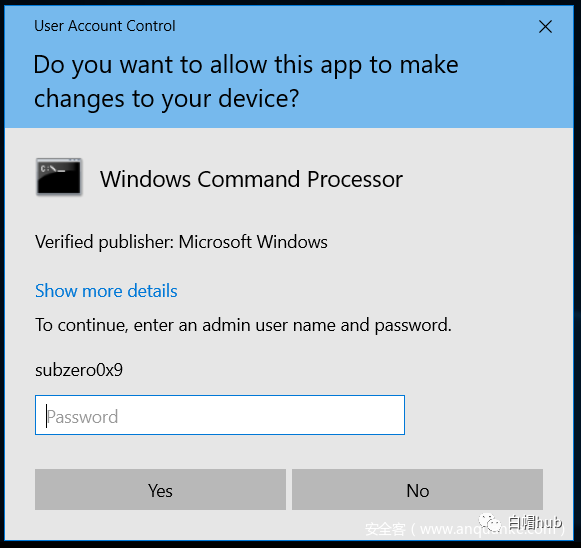 User Account Control
Do you want to allow this app to make
changes to your device?
C:\_
Windows Command Processor
Verified publisher: Microsoft Windows
Show more details
To continue, enter an admin user name and password.
subzero0x9
Password
Yes
No
白帽hub
安全客 ( www.anquanke.com )